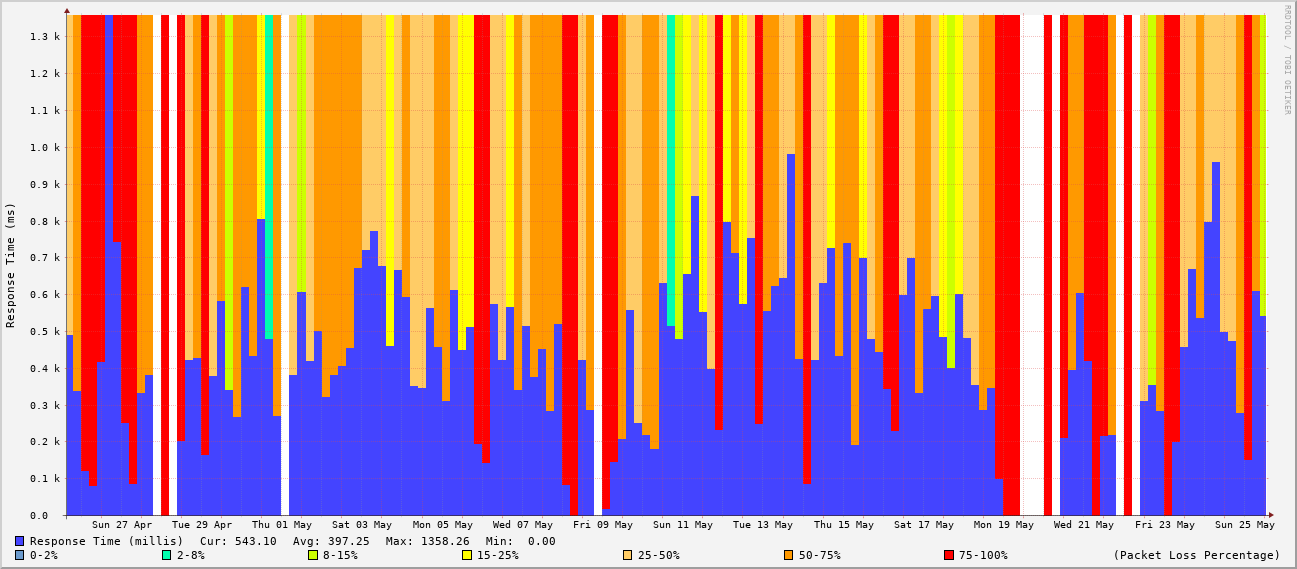 RRDTOOL / TOBI OETIKER
Response Time (ms)
1.3 k
1.2 k
1.1 k
1.0 k
0.9 k
0.8 k
0.7 k
0.6 k
0.5 k
0.4 k
0.3 k
0.2 k
0.1 k
0.0
Sun 27 Apr Tue 29 Apr Thu 01 May Sat 03 May Mon 05 May Wed 07 May Fri 09 May Sun 11 May Tue 13 May Thu 15 May Sat 17 May Mon 19 May Wed 21 May Fri 23 May Sun 25 May
Response Time (millis) Cur: 543.10 Avg: 397.25 Max: 1358.26 Min: 0.00
0-2% 2-8% 8-15% 15-25% 25-50% 50-75% 75-100% (Packet Loss Percentage)